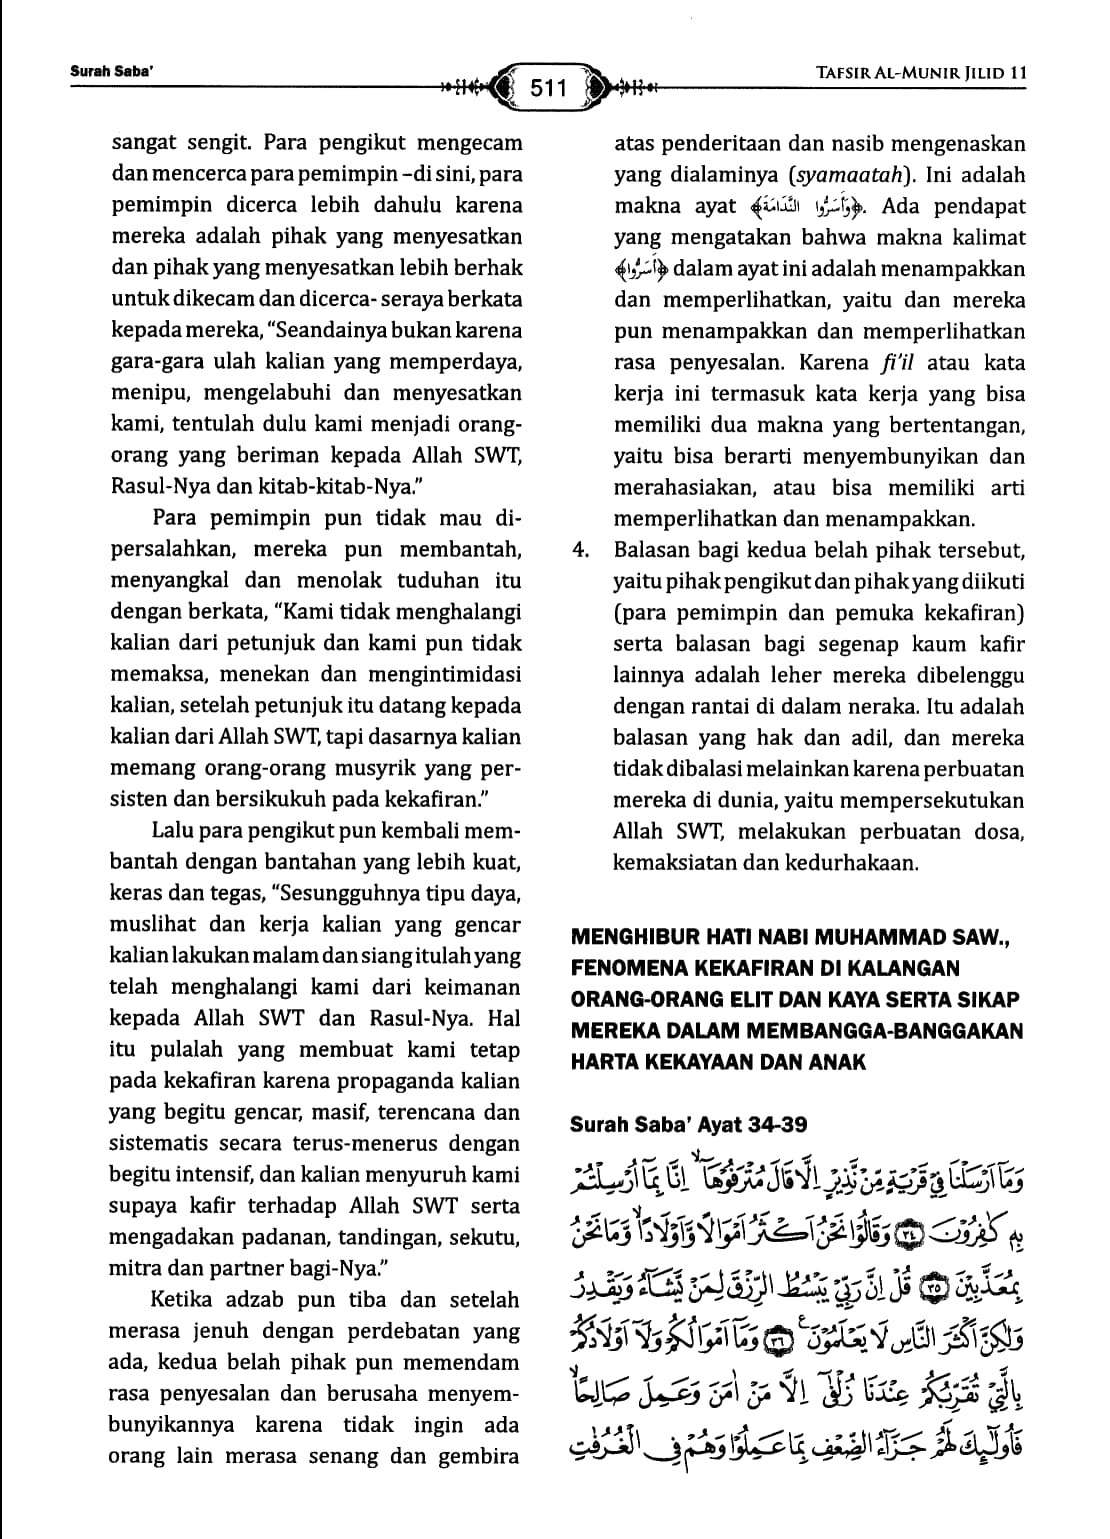 Surah Saba’
511
TAFSIR AL-MUNIR JILID 11
sangat sengit. Para pengikut mengecam
dan mencerca para pemimpin –di sini, para
pemimpin dicerca lebih dahulu karena
mereka adalah pihak yang menyesatkan
dan pihak yang menyesatkan lebih berhak
untuk dikecam dan dicerca- seraya berkata
kepada mereka, “Seandainya bukan karena
gara-gara ulah kalian yang memperdaya,
menipu, mengelabuhi dan menyesatkan
kami, tentulah dulu kami menjadi orang-
orang yang beriman kepada Allah SWT,
Rasul-Nya dan kitab-kitab-Nya.”
Para pemimpin pun tidak mau di-
persalahkan, mereka pun membantah,
menyangkal dan menolak tuduhan itu
dengan berkata, “Kami tidak menghalangi
kalian dari petunjuk dan kami pun tidak
memaksa, menekan dan mengintimidasi
kalian, setelah petunjuk itu datang kepada
kalian dari Allah SWT, tapi dasarnya kalian
memang orang-orang musyrik yang per-
sisten dan bersikukuh pada kekafiran.”
Lalu para pengikut pun kembali mem-
bantah dengan bantahan yang lebih kuat,
keras dan tegas, “Sesungguhnya tipu daya,
muslihat dan kerja kalian yang gencar
kalian lakukan malam dan siang itulah yang
telah menghalangi kami dari keimanan
kepada Allah SWT dan Rasul-Nya. Hal
itu pulalah yang membuat kami tetap
pada kekafiran karena propaganda kalian
yang begitu gencar, masif, terencana dan
sistematis secara terus-menerus dengan
begitu intensif, dan kalian menyuruh kami
supaya kafir terhadap Allah SWT serta
mengadakan padanan, tandingan, sekutu,
mitra dan partner bagi-Nya.”
Ketika adzab pun tiba dan setelah
merasa jenuh dengan perdebatan yang
ada, kedua belah pihak pun memendam
rasa penyesalan dan berusaha menyem-
bunyikannya karena tidak ingin ada
orang lain merasa senang dan gembira
atas penderitaan dan nasib mengenaskan
yang dialaminya (syamaatah). Ini adalah
makna ayat ﴿وَأَسَرُّوا النَّدَامَةَ﴾. Ada pendapat
yang mengatakan bahwa makna kalimat
﴿أَسَرُّوا﴾ dalam ayat ini adalah menampakkan
dan memperlihatkan, yaitu dan mereka
pun menampakkan dan memperlihatkan
rasa penyesalan. Karena fi’il atau kata
kerja ini termasuk kata kerja yang bisa
memiliki dua makna yang bertentangan,
yaitu bisa berarti menyembunyikan dan
merahasiakan, atau bisa memiliki arti
memperlihatkan dan menampakkan.
4. Balasan bagi kedua belah pihak tersebut,
yaitu pihak pengikut dan pihak yang diikuti
(para pemimpin dan pemuka kekafiran)
serta balasan bagi segenap kaum kafir
lainnya adalah leher mereka dibelenggu
dengan rantai di dalam neraka. Itu adalah
balasan yang hak dan adil, dan mereka
tidak dibalasi melainkan karena perbuatan
mereka di dunia, yaitu mempersekutukan
Allah SWT, melakukan perbuatan dosa,
kemaksiatan dan kedurhakaan.
MENGHIBUR HATI NABI MUHAMMAD SAW.,
FENOMENA KEKAFIRAN DI KALANGAN
ORANG-ORANG ELIT DAN KAYA SERTA SIKAP
MEREKA DALAM MEMBANGGA-BANGGAKAN
HARTA KEKAYAAN DAN ANAK
Surah Saba’ Ayat 34-39
وَمَآ اَرْسَلْنَا فِيْ قَرْيَةٍ مِّنْ نَّذِيْرٍ اِلَّا قَالَ مُتْرَفُوْهَآ ۙاِنَّا بِمَآ اُرْسِلْتُمْ
بِهٖ كٰفِرُوْنَ ٣٤ وَقَالُوْا نَحْنُ اَكْثَرُ اَمْوَالًا وَّاَوْلَادًاۙ وَّمَا نَحْنُ
بِمُعَذَّبِيْنَ ٣٥ قُلْ اِنَّ رَبِّيْ يَبْسُطُ الرِّزْقَ لِمَنْ يَّشَاۤءُ وَيَقْدِرُ
وَلٰكِنَّ اَكْثَرَ النَّاسِ لَا يَعْلَمُوْنَ ࣖ ٣٦ وَمَآ اَمْوَالُكُمْ وَلَآ اَوْلَادُكُمْ
بِالَّتِيْ تُقَرِّبُكُمْ عِنْدَنَا زُلْفٰىٓ اِلَّا مَنْ اٰمَنَ وَعَمِلَ صَالِحًاۙ
فَاُولٰۤىِٕكَ لَهُمْ جَزَاۤءُ الضِّعْفِ بِمَا عَمِلُوْا وَهُمْ فِى الْغُرُفٰتِ